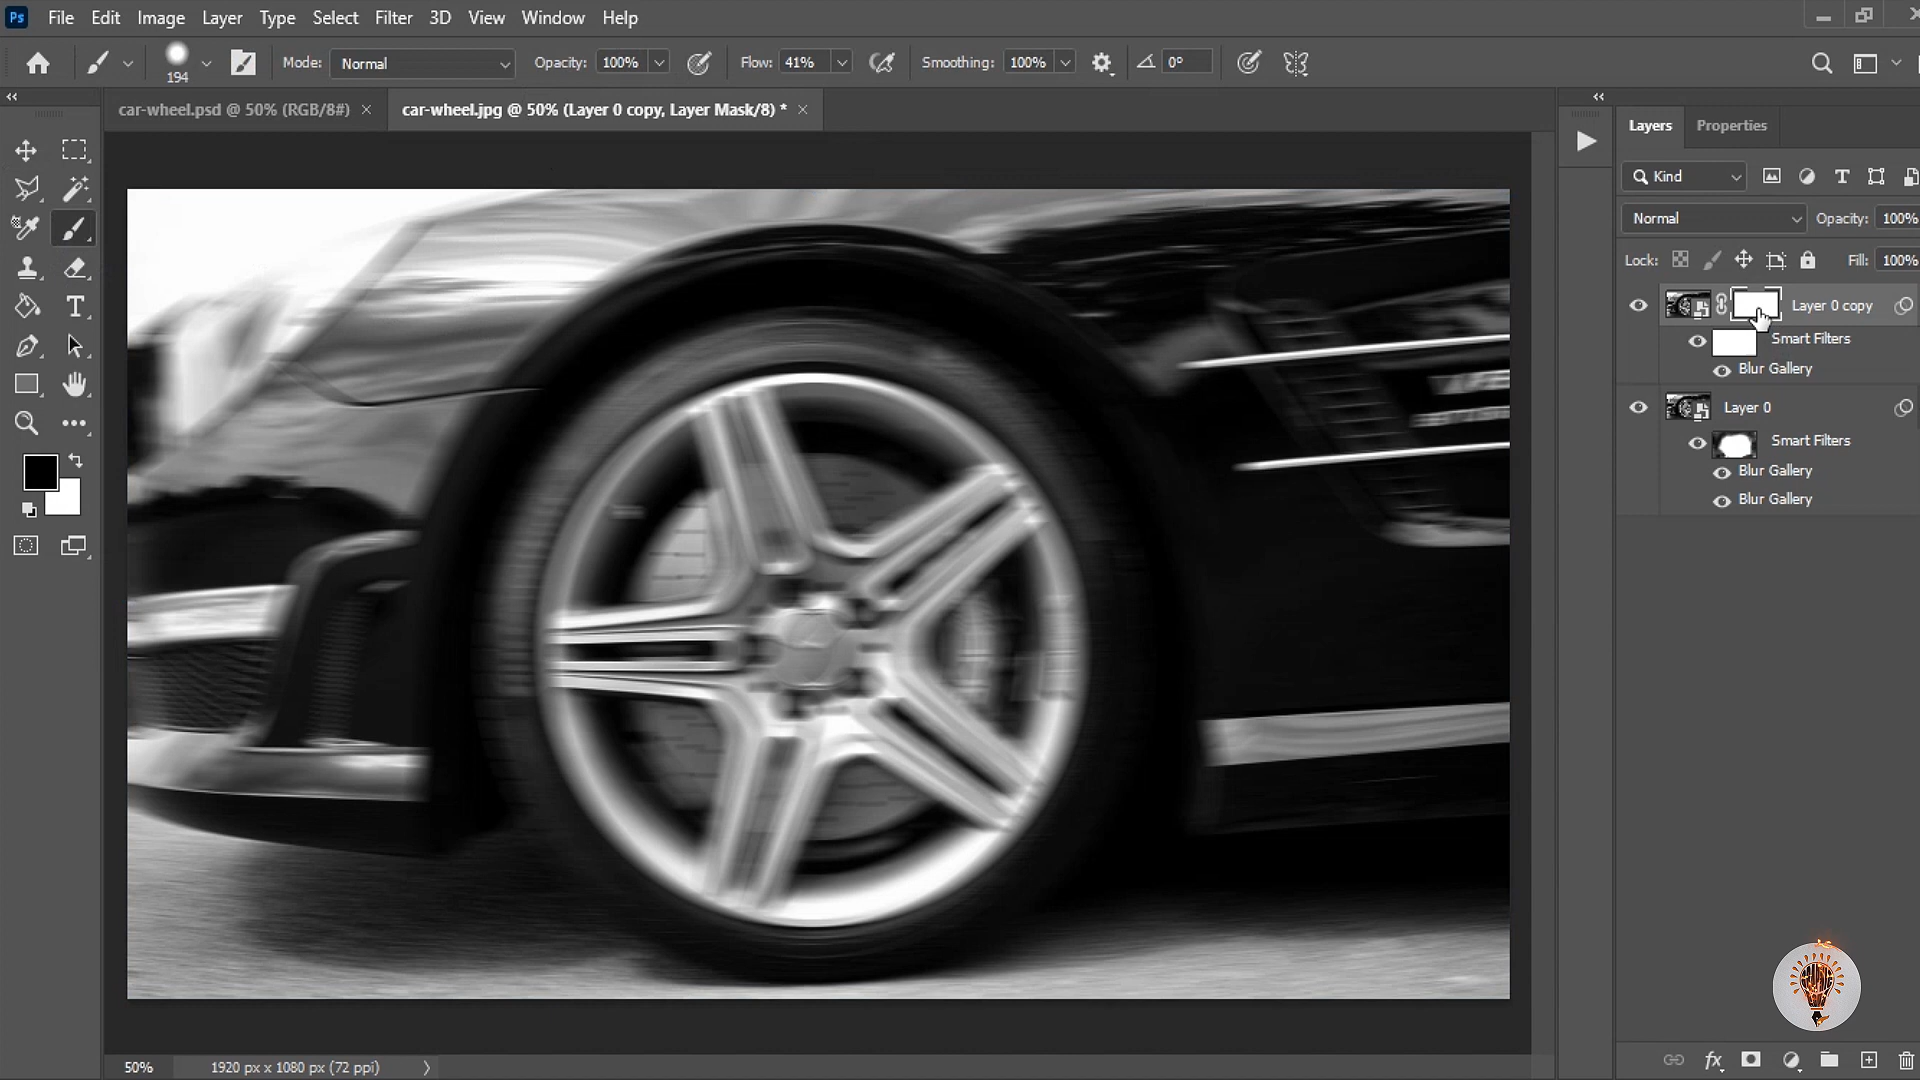 Ps File Edit Image Layer Type Select Filter 3D View Window Help
194 Mode: Normal Opacity: 100% Flow: 41% Smoothing: 100% 0°
car-wheel.psd @ 50% (RGB/8#) × car-wheel.jpg @ 50% (Layer 0 copy, Layer Mask/8) * ×
Layers Properties
Kind
Normal Opacity: 100%
Lock: Fill: 100%
Layer 0 copy
Smart Filters
Blur Gallery
Layer 0
Smart Filters
Blur Gallery
Blur Gallery
50% 1920 px x 1080 px (72 ppi)